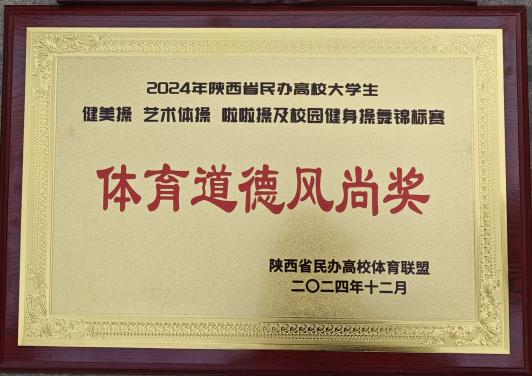 2024年陕西省民办高校大学生
健美操 艺术体操 啦啦操及校园健身操舞锦标赛
体育道德风尚奖
陕西省民办高校体育联盟
二〇二四年十二月